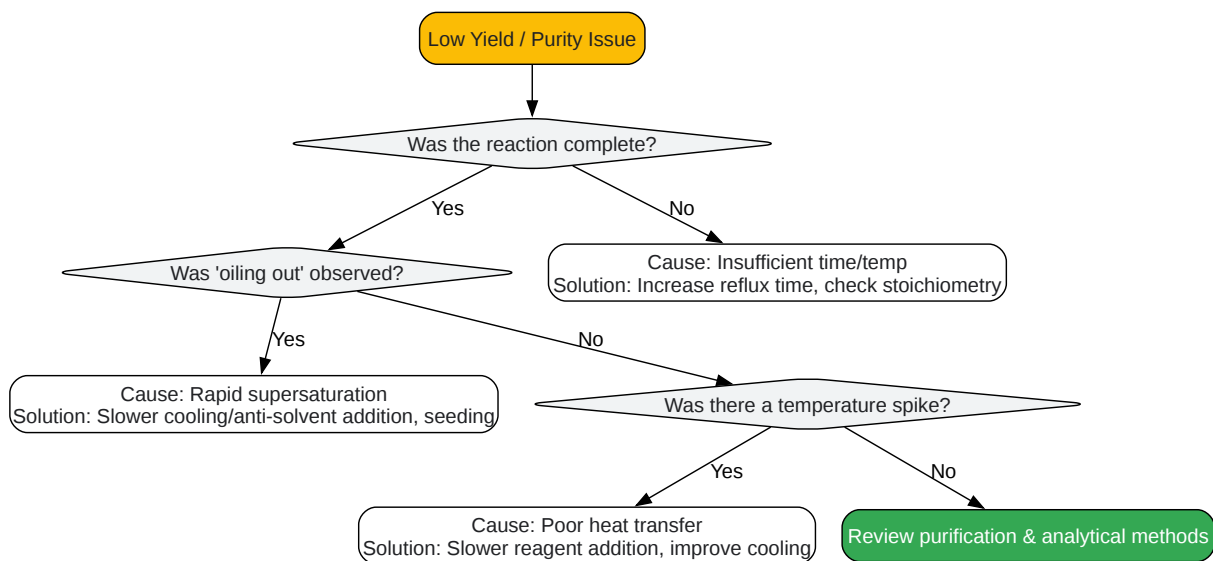 Low Yield / Purity Issue
Was the reaction complete?
Yes
No
Was 'oiling out' observed?
Cause: Insufficient time/temp
Solution: Increase reflux time, check stoichiometry
Yes
No
Cause: Rapid supersaturation
Solution: Slower cooling/anti-solvent addition, seeding
Was there a temperature spike?
Yes
No
Cause: Poor heat transfer
Solution: Slower reagent addition, improve cooling
Review purification & analytical methods